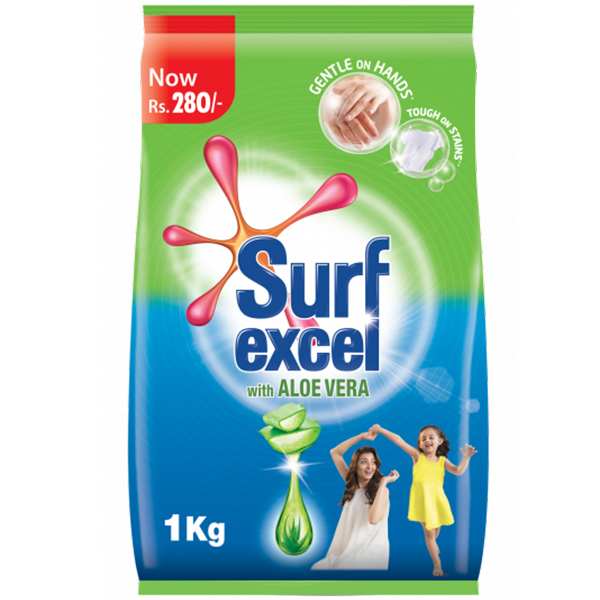 Now
Rs. 280/-
GENTLE ON HANDS*
TOUGH ON STAINS**
Surf
excel
with ALOE VERA
1Kg